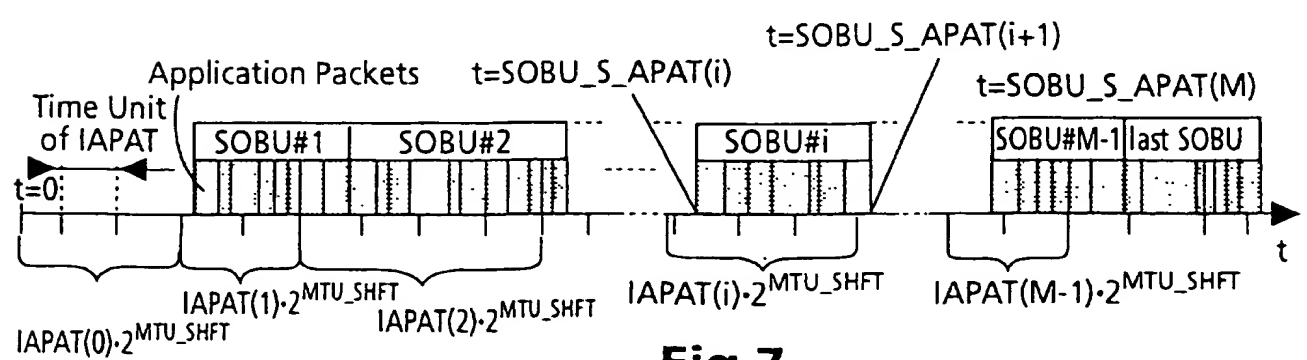 t=SOBU_S_APAT(i+1)
Application Packets
t=SOBU_S_APAT(i)
t=SOBU_S_APAT(M)
Time Unit
of IAPAT
SOBU#1
SOBU#2
SOBU#i
SOBU#M-1
last SOBU
t=0
t
IAPAT(0)·2^MTU_SHFT
IAPAT(1)·2^MTU_SHFT
IAPAT(2)·2^MTU_SHFT
IAPAT(i)·2^MTU_SHFT
IAPAT(M-1)·2^MTU_SHFT
Fig.7